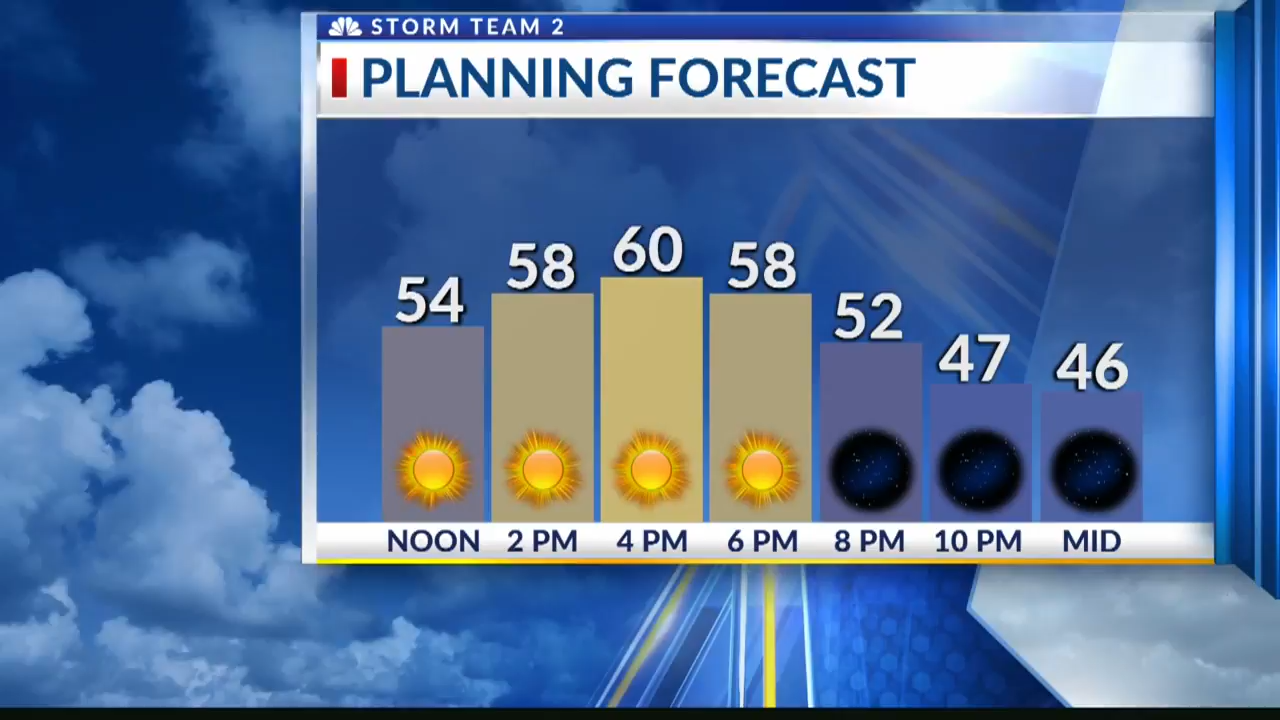 STORM TEAM 2
PLANNING FORECAST
54 58 60 58 52 47 46
NOON 2 PM 4 PM 6 PM 8 PM 10 PM MID